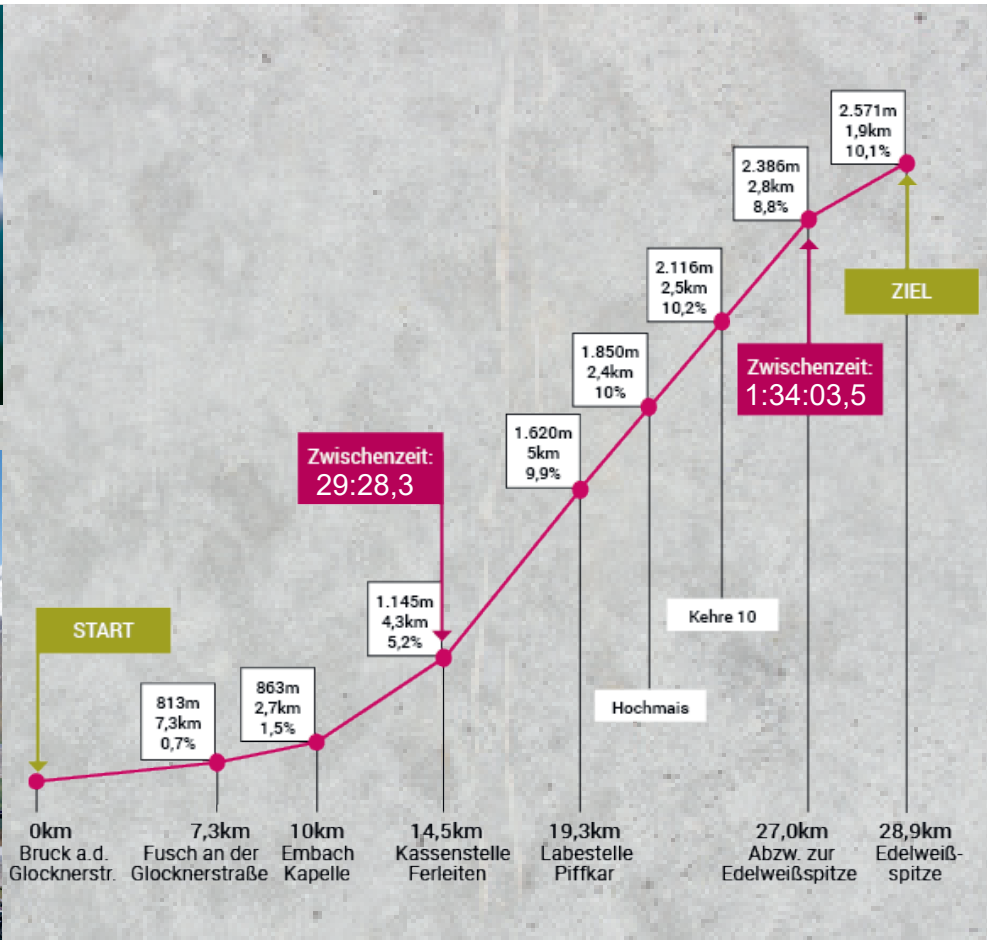 2.571m
1,9km
10,1%
2.386m
2,8km
8,8%
2.116m
2,5km
10,2%
ZIEL
1.850m
2,4km
10%
Zwischenzeit:
1:34:03,5
1.620m
5km
9,9%
Zwischenzeit:
29:28,3
1.145m
4,3km
5,2%
START
Kehre 10
863m
2,7km
1,5%
813m
7,3km
0,7%
Hochmais
0km
Bruck a.d.
Glocknerstr.
7,3km
Fusch an der
Glocknerstraße
10km
Embach
Kapelle
14,5km
Kassenstelle
Ferleiten
19,3km
Labestelle
Piffkar
27,0km
Abzw. zur
Edelweißspitze
28,9km
Edelweiß-
spitze